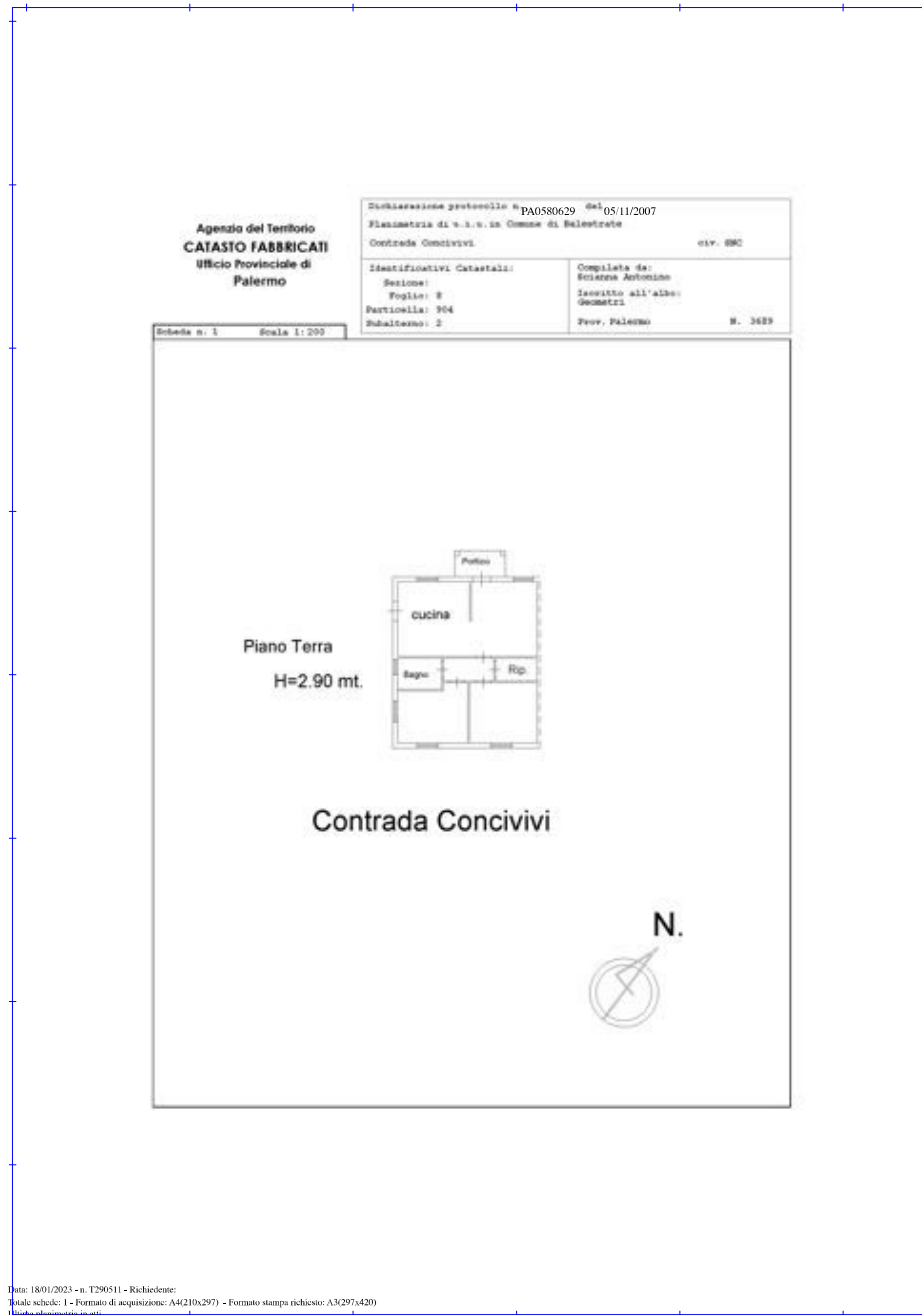 Agenzia del Territorio
CATASTO FABBRICATI
Ufficio Provinciale di
Palermo
Dichiarazione protocollo n. PA0580629 del 05/11/2007
Planimetria di u.i.u. in Comune di Balestrate
Contrada Concivivi civ. SNC
Identificativi Catastali:
Sezione:
Foglio: 8
Particella: 904
Subalterno: 2
Compilata da:
Scianna Antonino
Iscritto all'albo:
Geometri
Prov. Palermo N. 3689
Scheda n. 1 Scala 1:200
Portico
cucina
Piano Terra
H=2.90 mt.
Bagno
Rip.
Contrada Concivivi
N.
Data: 18/01/2023 - n. T290511 - Richiedente:
Totale schede: 1 - Formato di acquisizione: A4(210x297) - Formato stampa richiesto: A3(297x420)
Ultima planimetria in atti